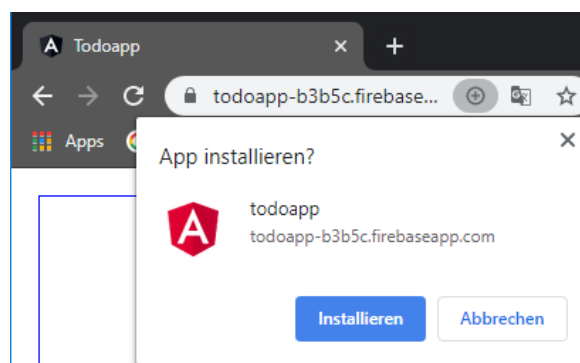 Todoapp
todoapp-b3b5c.firebase...
Apps
App installieren?
todoapp
todoapp-b3b5c.firebaseapp.com
Installieren Abbrechen